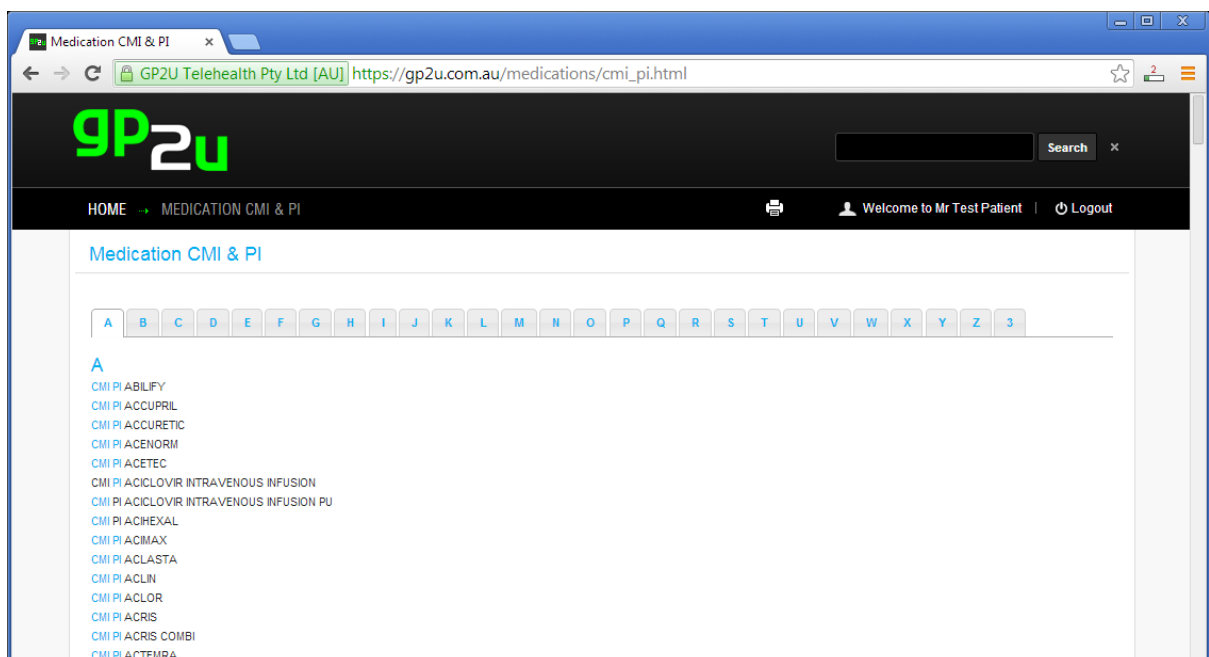 Medication CMI & PI
GP2U Telehealth Pty Ltd [AU] https://gp2u.com.au/medications/cmi_pi.html 2
gP2u
Search
HOME MEDICATION CMI & PI Welcome to Mr Test Patient | Logout
Medication CMI & PI
A B C D E F G H I J K L M N O P Q R S T U V W X Y Z 3
A
CMI PI ABILIFY
CMI PI ACCUPRIL
CMI PI ACCURETIC
CMI PI ACENORM
CMI PI ACETEC
CMI PI ACICLOVIR INTRAVENOUS INFUSION
CMI PI ACICLOVIR INTRAVENOUS INFUSION PU
CMI PI ACIHEXAL
CMI PI ACIMAX
CMI PI ACLASTA
CMI PI ACLIN
CMI PI ACLOR
CMI PI ACRIS
CMI PI ACRIS COMBI
CMI PI ACTEMRA